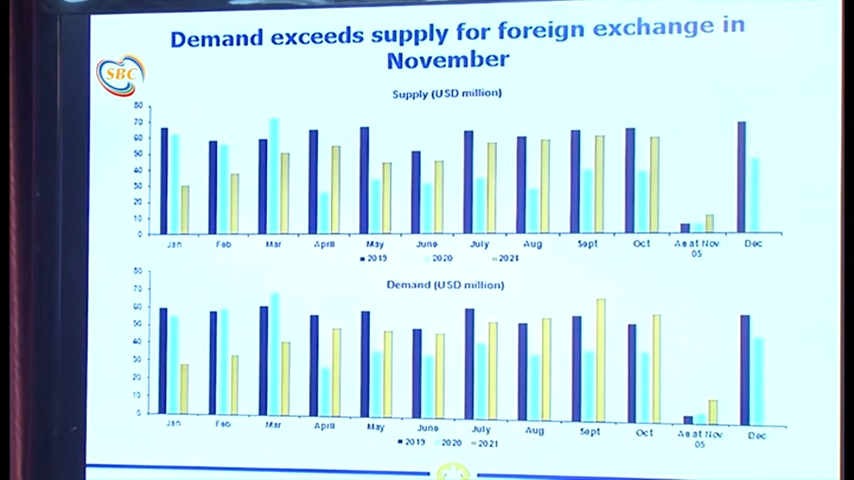 Demand exceeds supply for foreign exchange in
November
SBC
Supply (USD million)
80
70
60
50
40
30
20
10
0
Jan Feb Mar April May June July Aug Sept Oct As at Nov Dec
05
2019 2020 2021
Demand (USD million)
80
70
60
50
40
30
20
10
0
Jan Feb Mar April May June July Aug Sept Oct As at Nov Dec
05
2019 2020 2021